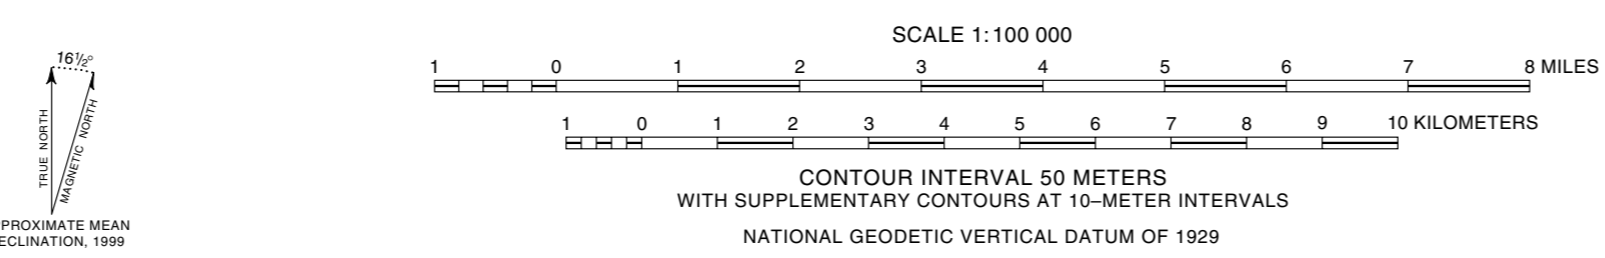 16½°
TRUE NORTH
MAGNETIC NORTH
PPROXIMATE MEAN
ECLINATION, 1999
SCALE 1:100 000
1 0 1 2 3 4 5 6 7 8 MILES
1 0 1 2 3 4 5 6 7 8 9 10 KILOMETERS
CONTOUR INTERVAL 50 METERS
WITH SUPPLEMENTARY CONTOURS AT 10–METER INTERVALS
NATIONAL GEODETIC VERTICAL DATUM OF 1929